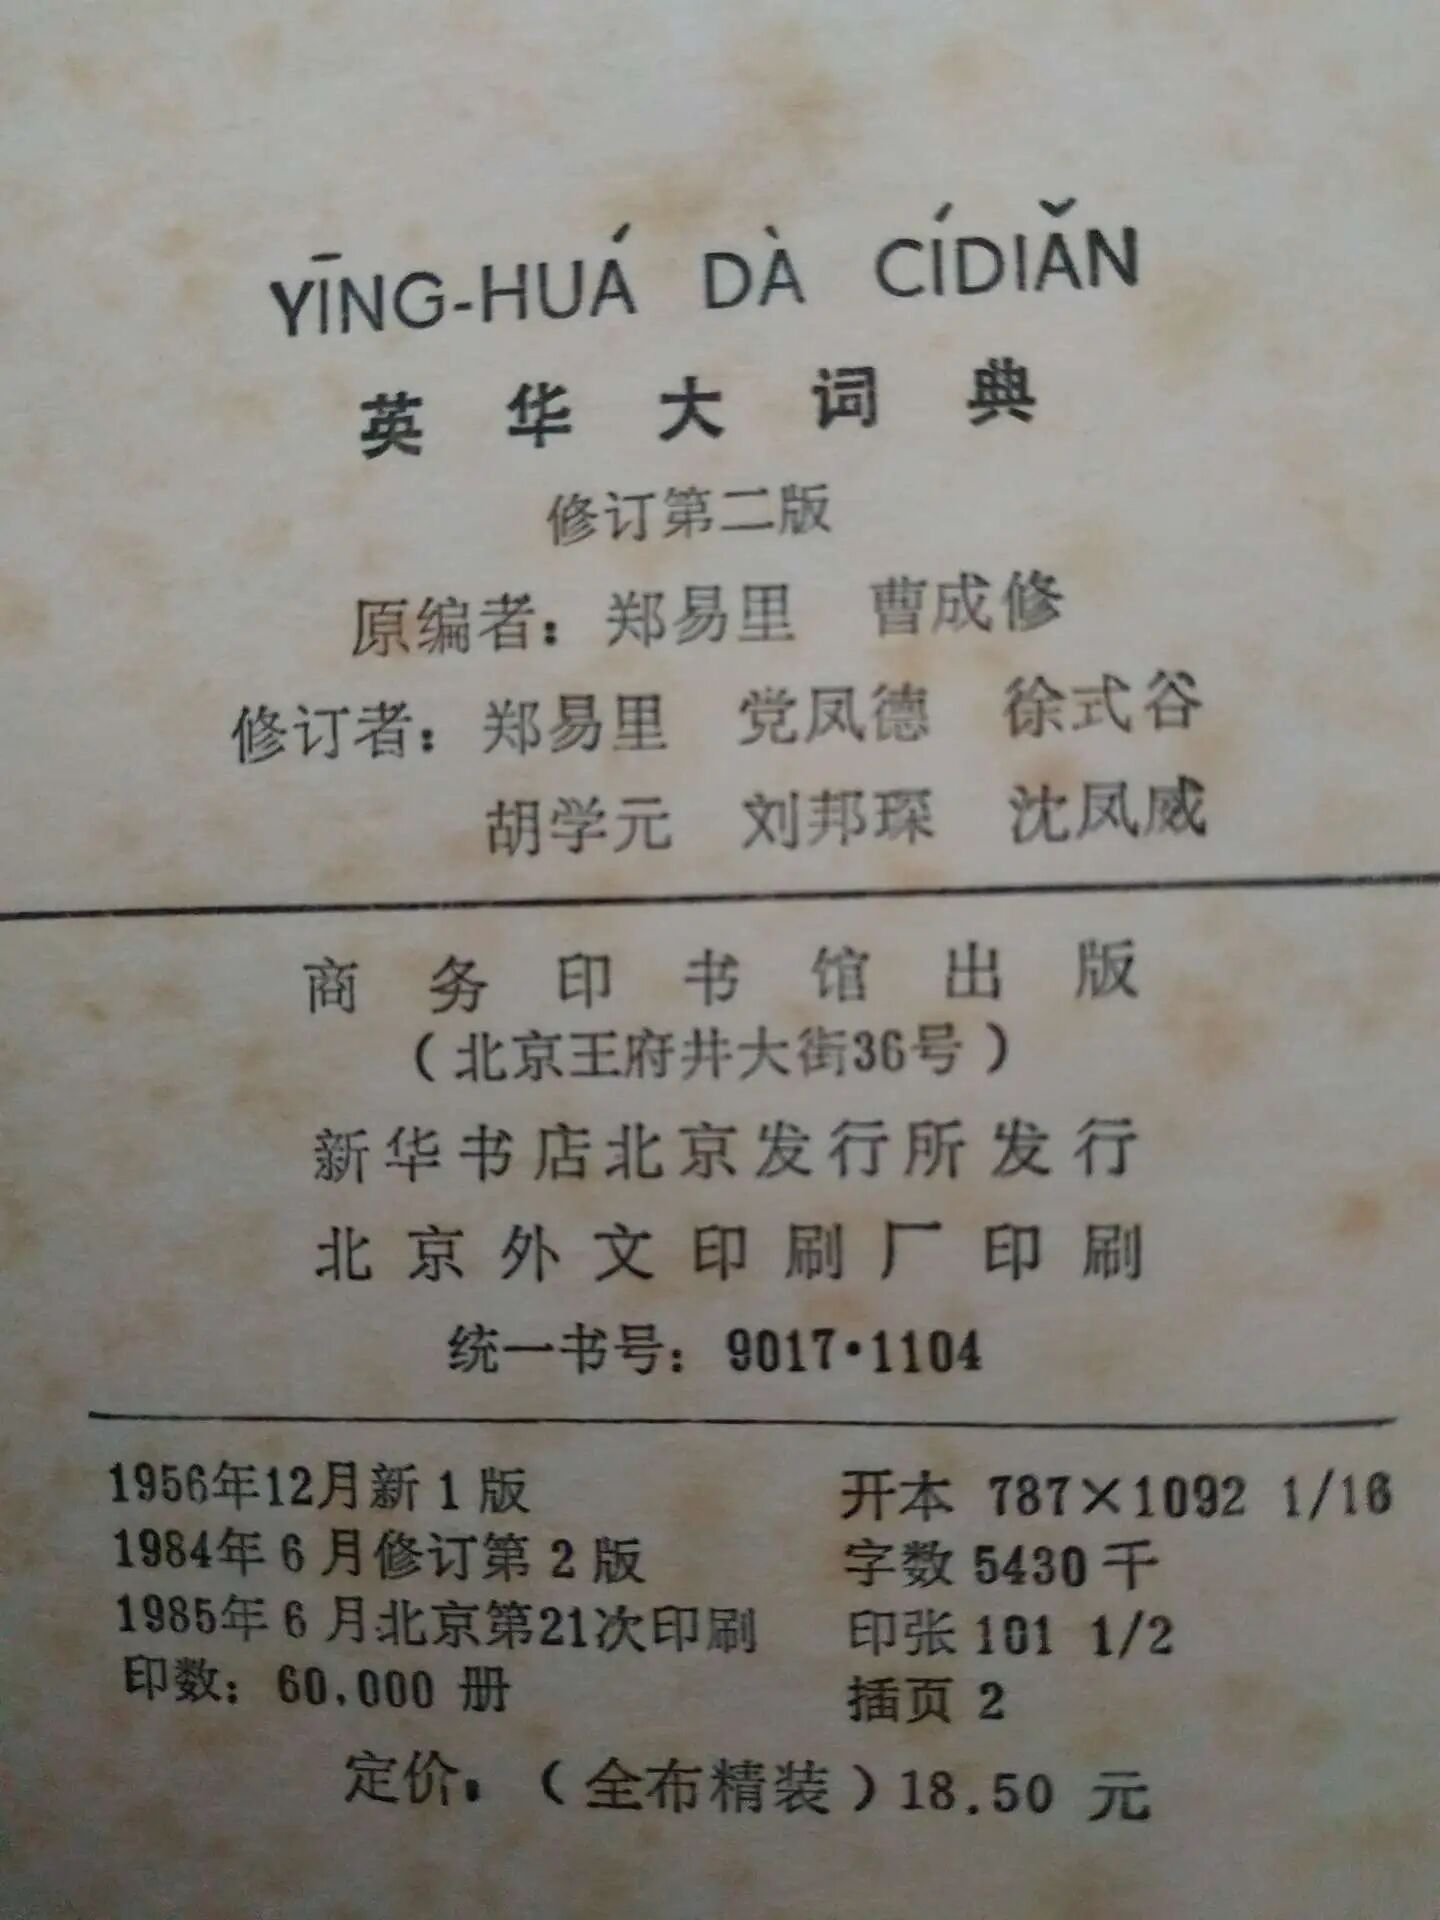 YĪNG-HUÁ DÀ CÍDIǍN
英华大词典
修订第二版
原编者：郑易里 曹成修
修订者：郑易里 党凤德 徐式谷
胡学元 刘邦琛 沈凤威
商务印书馆出版
（北京王府井大街36号）
新华书店北京发行所发行
北京外文印刷厂印刷
统一书号：9017·1104
1956年12月新1版
1984年6月修订第2版
1985年6月北京第21次印刷
印数：60,000 册
开本 787×1092 1/16
字数 5430千
印张 101 1/2
插页 2
定价：（全布精装）18.50 元